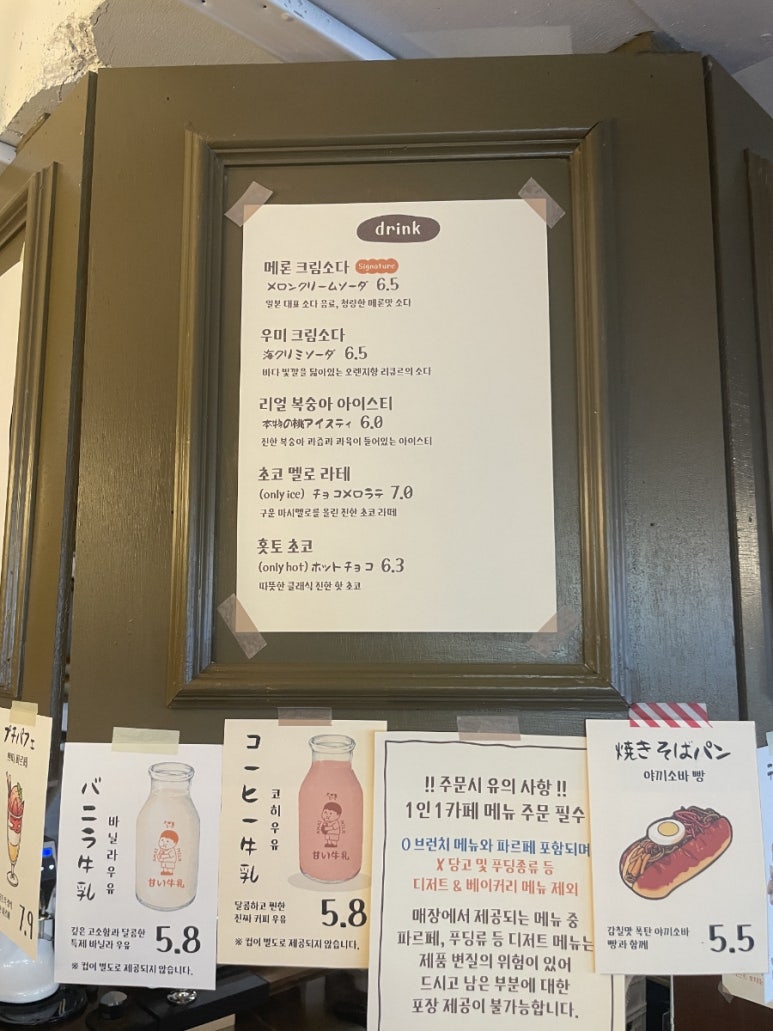 drink
메론 크림소다 Signature
メロンクリームソーダ 6.5
일본 대표 소다 음료, 청량한 메론맛 소다
우미 크림소다
海クリミソーダ 6.5
바다 빛깔을 닮아있는 오렌지향 리큐르의 소다
리얼 복숭아 아이스티
本物の桃アイスティ 6.0
진한 복숭아 과즙과 과육이 들어있는 아이스티
초코 멜로 라테
(only ice) チョコメロラテ 7.0
구운 마시멜로를 올린 진한 초코 라떼
홋토 초코
(only hot) ホットチョコ 6.3
따뜻한 클래식 진한 핫 초코
プチパフェ
7.9
バニラ牛乳
바닐라우유
甘い牛乳
깊은 고소함과 달콤한
특제 바닐라 우유
5.8
※ 컵이 별도로 제공되지 않습니다.
コーヒー牛乳
코히우유
甘い牛乳
달콤하고 찐한
진짜 커피 우유
5.8
※ 컵이 별도로 제공되지 않습니다.
!! 주문시 유의 사항 !!
1인 1카페 메뉴 주문 필수
O 브런치 메뉴와 파르페 포함되며
X 당고 및 푸딩종류 등
디저트 & 베이커리 메뉴 제외
매장에서 제공되는 메뉴 중
파르페, 푸딩류 등 디저트 메뉴는
제품 변질의 위험이 있어
드시고 남은 부분에 대한
포장 제공이 불가능합니다.
焼きそばパン
야끼소바 빵
감칠맛 폭탄 야끼소바
빵과 함께
5.5